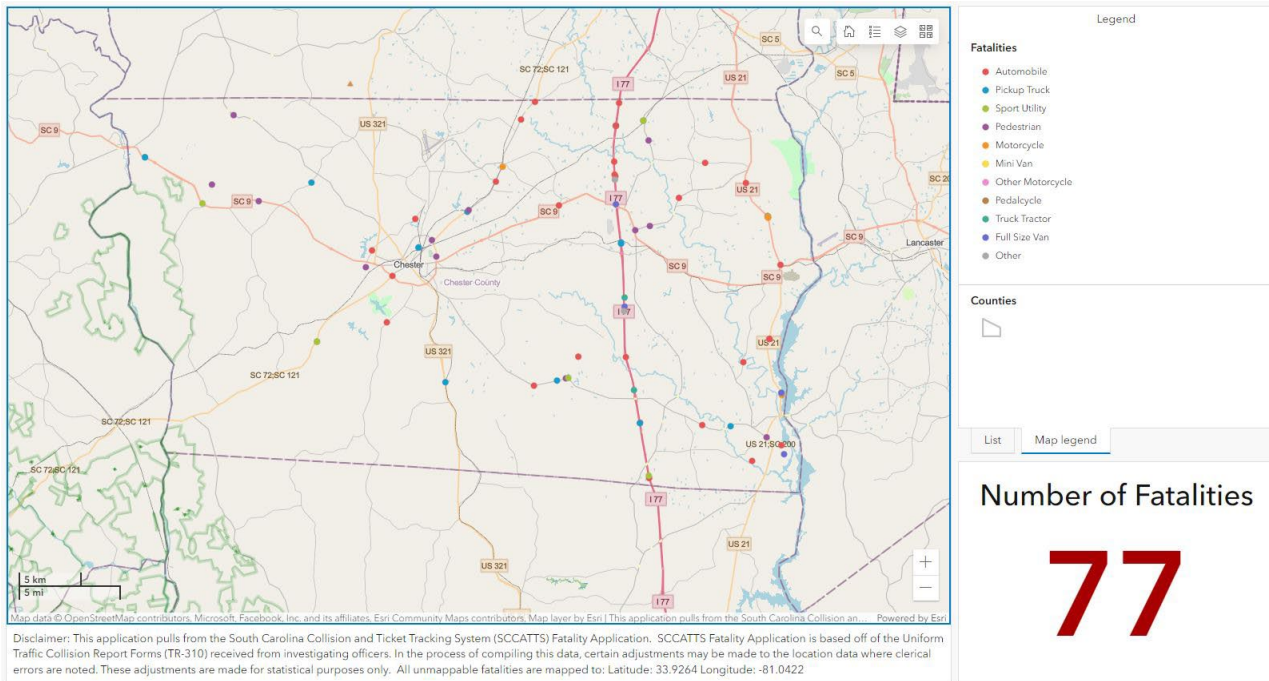 SC 5
SC 72;SC 121
US 21
SC 5
I 77
US 321
SC 9
SC 20
I 77
US 21
SC 9
SC 9
SC 9
Lancaster
Chester
SC 9
US 21
Chester County
I 77
US 21
US 321
SC 72;SC 121
SC 72;SC 121
US 21;SC 200
SC 72;SC 121
I 77
US 21
US 321
I 77
5 km
5 mi
Map data © OpenStreetMap contributors, Microsoft, Facebook, Inc. and its affiliates, Esri Community Maps contributors, Map layer by Esri | This application pulls from the South Carolina Collision an... Powered by Esri
Disclaimer: This application pulls from the South Carolina Collision and Ticket Tracking System (SCCATTS) Fatality Application. SCCATTS Fatality Application is based off of the Uniform
Traffic Collision Report Forms (TR-310) received from investigating officers. In the process of compiling this data, certain adjustments may be made to the location data where clerical
errors are noted. These adjustments are made for statistical purposes only. All unmappable fatalities are mapped to: Latitude: 33.9264 Longitude: -81.0422
Legend
Fatalities
Automobile
Pickup Truck
Sport Utility
Pedestrian
Motorcycle
Mini Van
Other Motorcycle
Pedalcycle
Truck Tractor
Full Size Van
Other
Counties
List
Map legend
Number of Fatalities
77